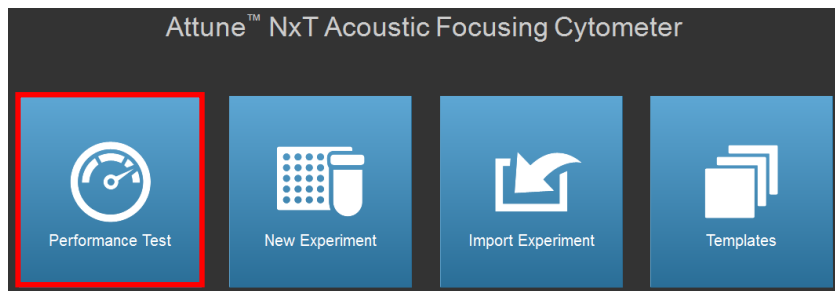 Attune™ NxT Acoustic Focusing Cytometer
Performance Test
New Experiment
Import Experiment
Templates